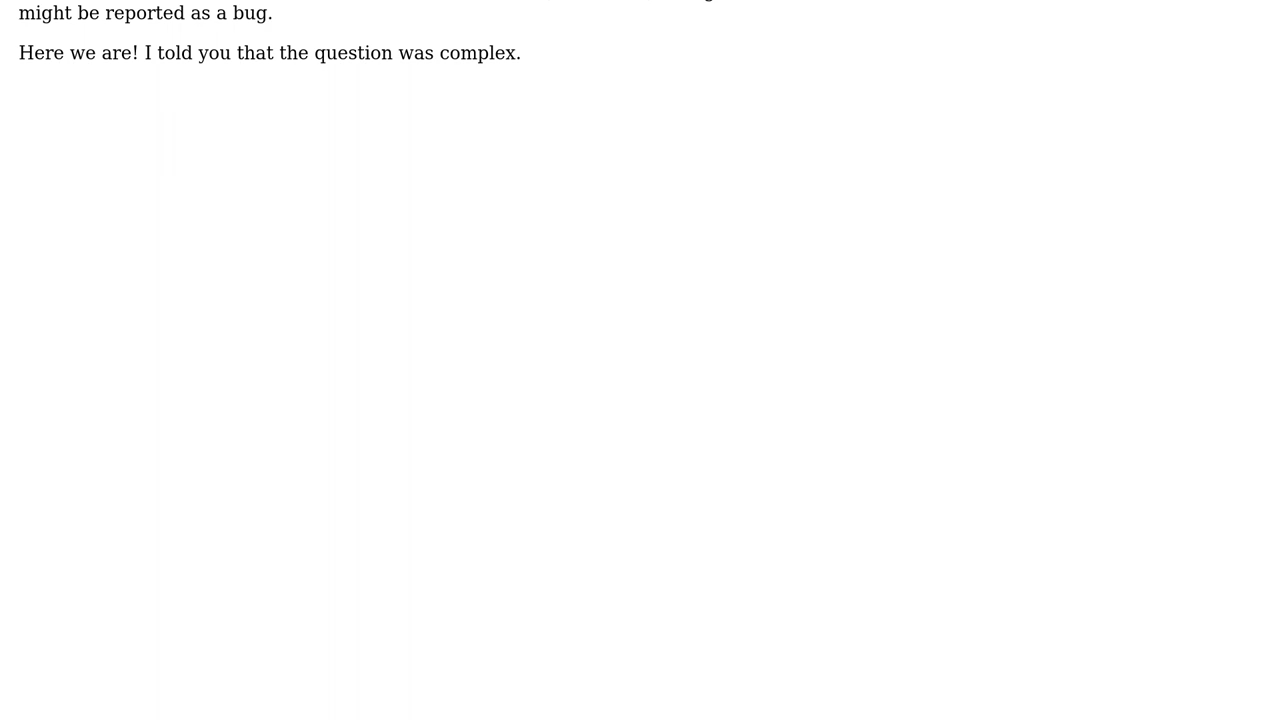 might be reported as a bug.
Here we are! I told you that the question was complex.